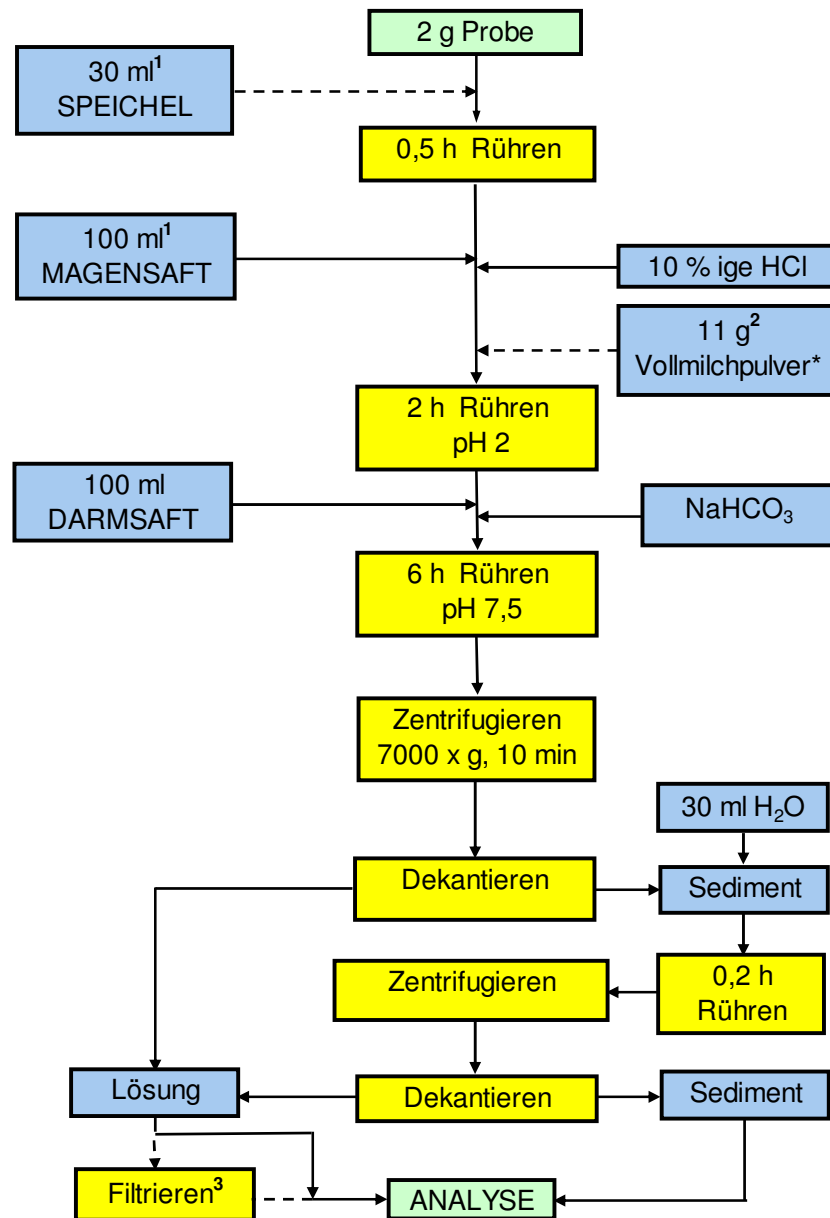 2 g Probe
30 ml¹
SPEICHEL
0,5 h Rühren
100 ml¹
MAGENSAFT
10 % ige HCl
11 g²
Vollmilchpulver*
2 h Rühren
pH 2
100 ml
DARMSAFT
NaHCO₃
6 h Rühren
pH 7,5
Zentrifugieren
7000 x g, 10 min
30 ml H₂O
Dekantieren
Sediment
Zentrifugieren
0,2 h
Rühren
Lösung
Dekantieren
Sediment
Filtrieren³
ANALYSE